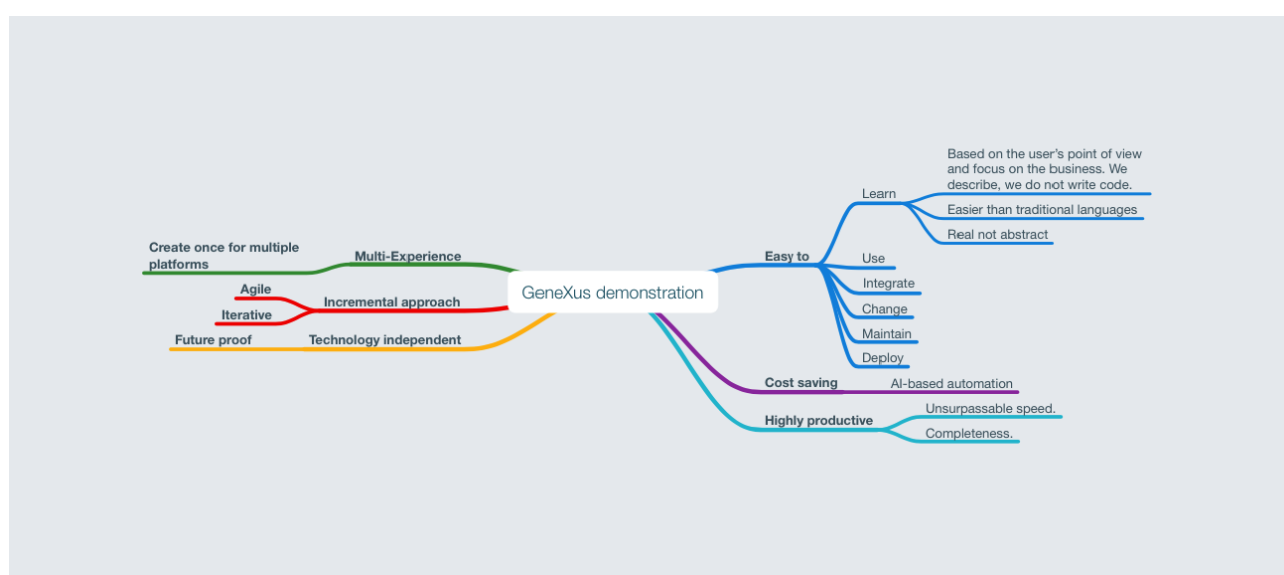 GeneXus demonstration
Multi-Experience
Create once for multiple
platforms
Incremental approach
Agile
Iterative
Technology independent
Future proof
Easy to
Learn
Based on the user's point of view
and focus on the business. We
describe, we do not write code.
Easier than traditional languages
Real not abstract
Use
Integrate
Change
Maintain
Deploy
Cost saving
AI-based automation
Highly productive
Unsurpassable speed.
Completeness.